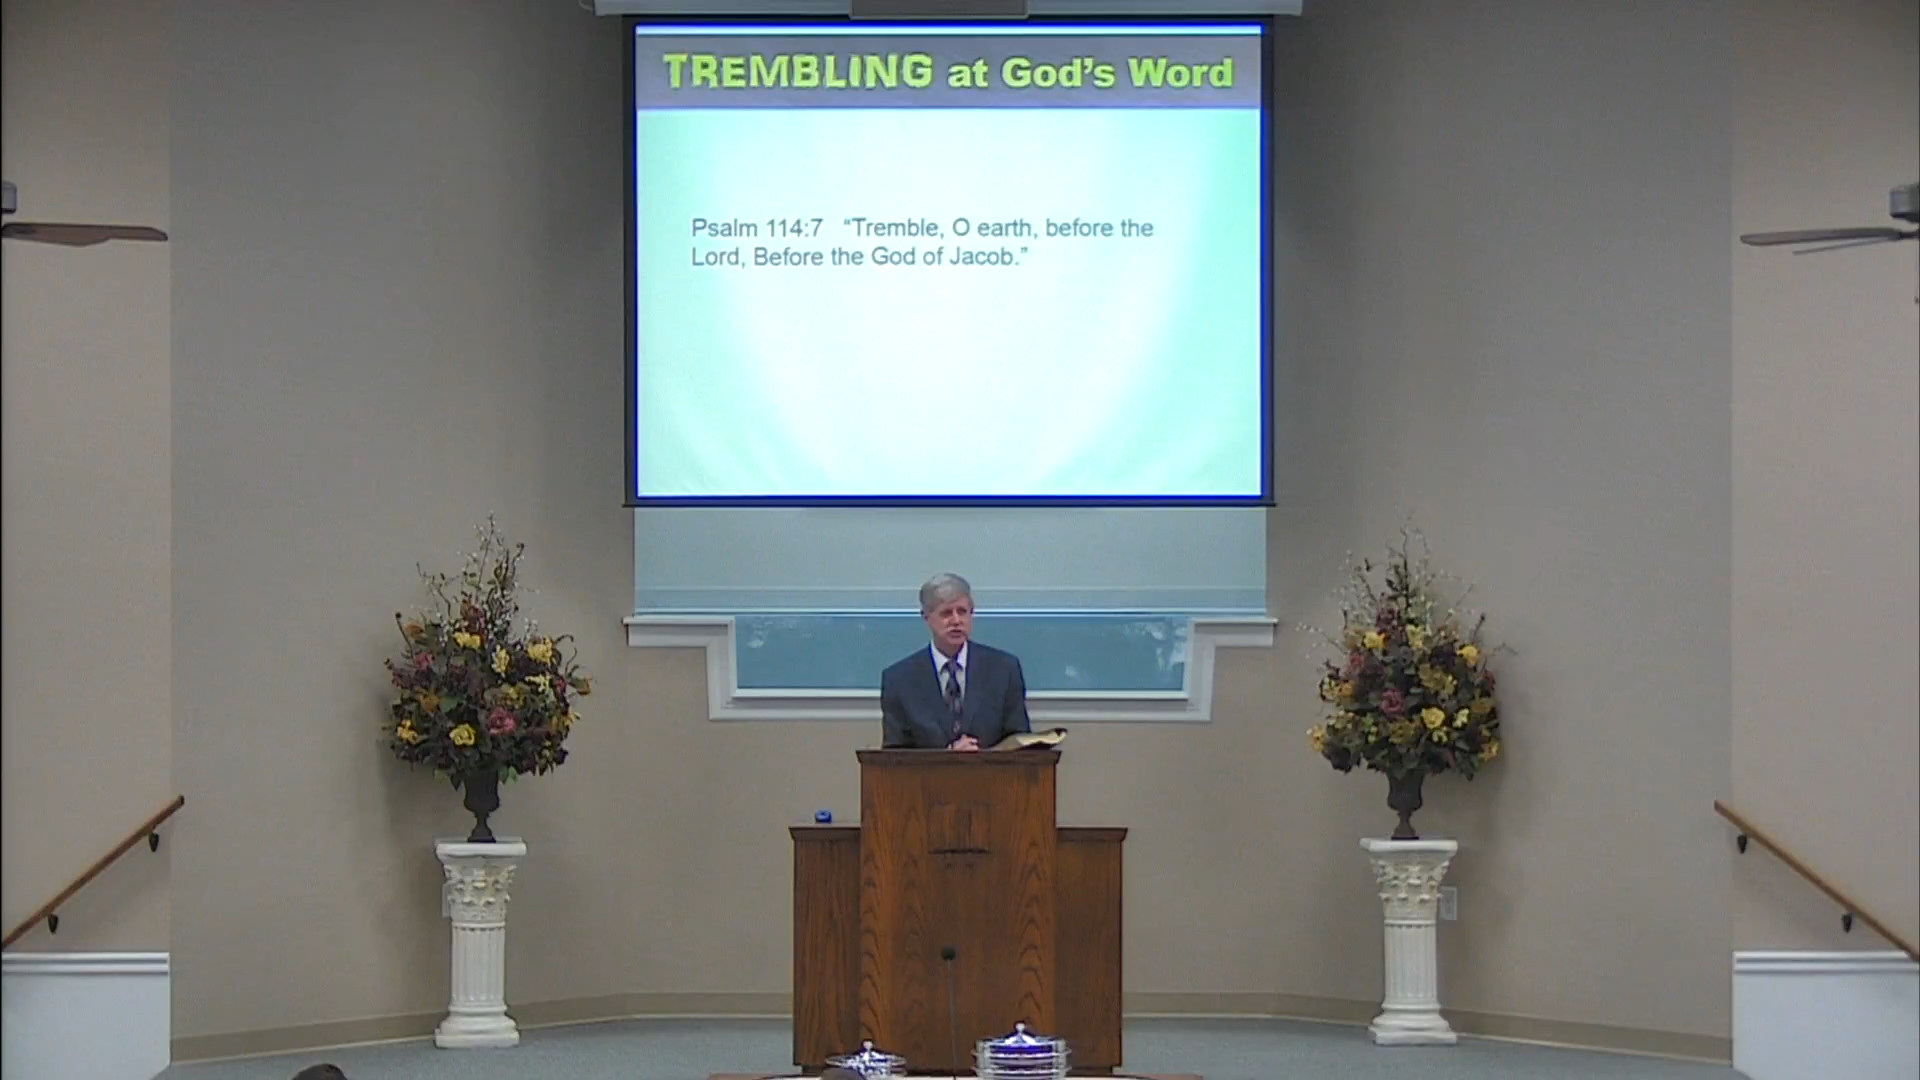 TREMBLING at God's Word
Psalm 114:7 “Tremble, O earth, before the
Lord, Before the God of Jacob.”